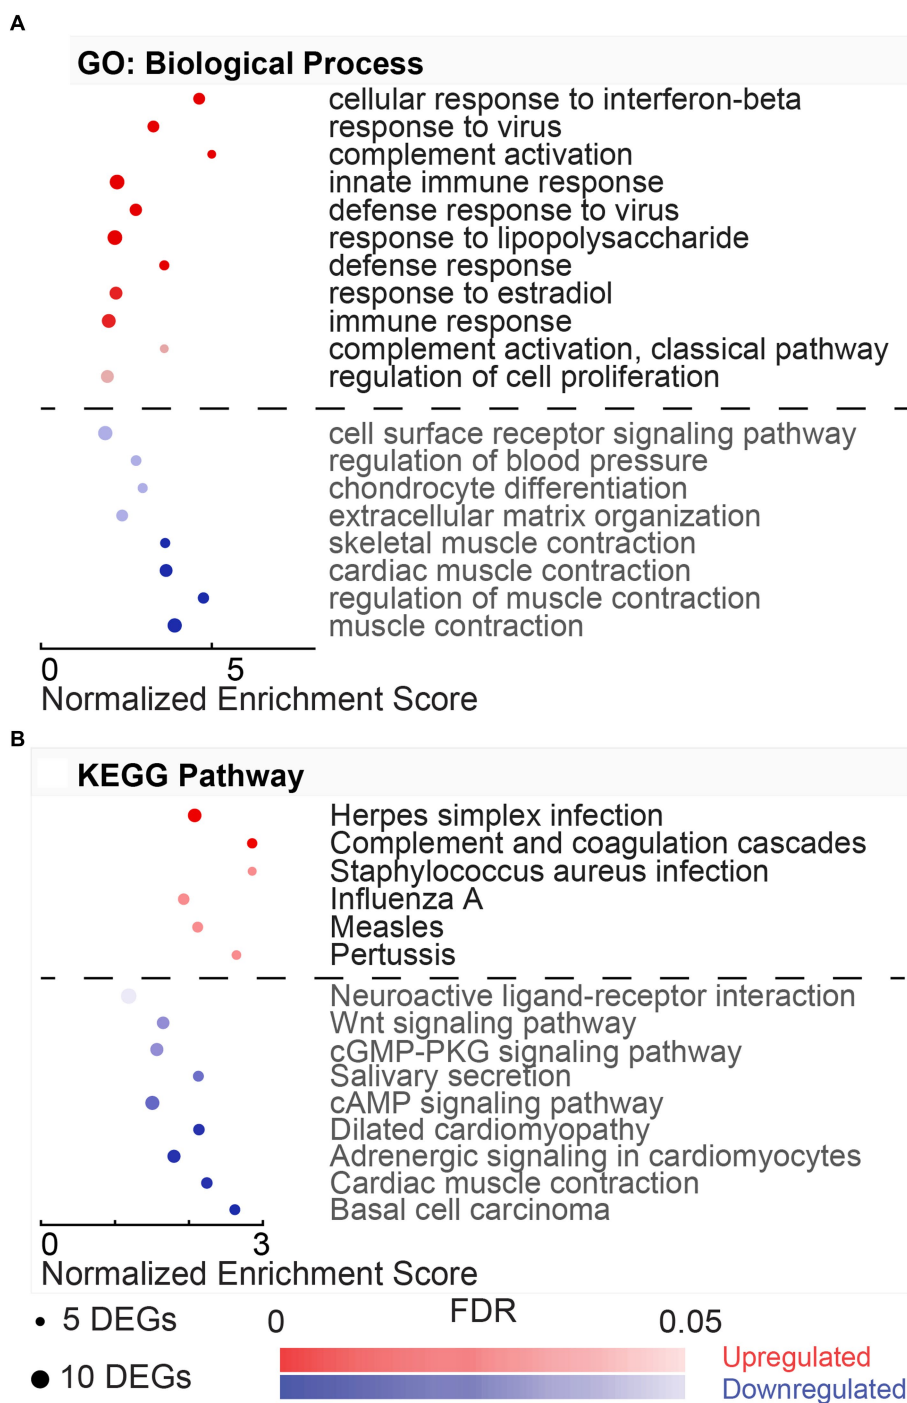 A
GO: Biological Process
cellular response to interferon-beta
response to virus
complement activation
innate immune response
defense response to virus
response to lipopolysaccharide
defense response
response to estradiol
immune response
complement activation, classical pathway
regulation of cell proliferation
cell surface receptor signaling pathway
regulation of blood pressure
chondrocyte differentiation
extracellular matrix organization
skeletal muscle contraction
cardiac muscle contraction
regulation of muscle contraction
muscle contraction
0 5
Normalized Enrichment Score
B
KEGG Pathway
Herpes simplex infection
Complement and coagulation cascades
Staphylococcus aureus infection
Influenza A
Measles
Pertussis
Neuroactive ligand-receptor interaction
Wnt signaling pathway
cGMP-PKG signaling pathway
Salivary secretion
cAMP signaling pathway
Dilated cardiomyopathy
Adrenergic signaling in cardiomyocytes
Cardiac muscle contraction
Basal cell carcinoma
0 3
Normalized Enrichment Score
5 DEGs 0 FDR 0.05
10 DEGs Upregulated
Downregulated